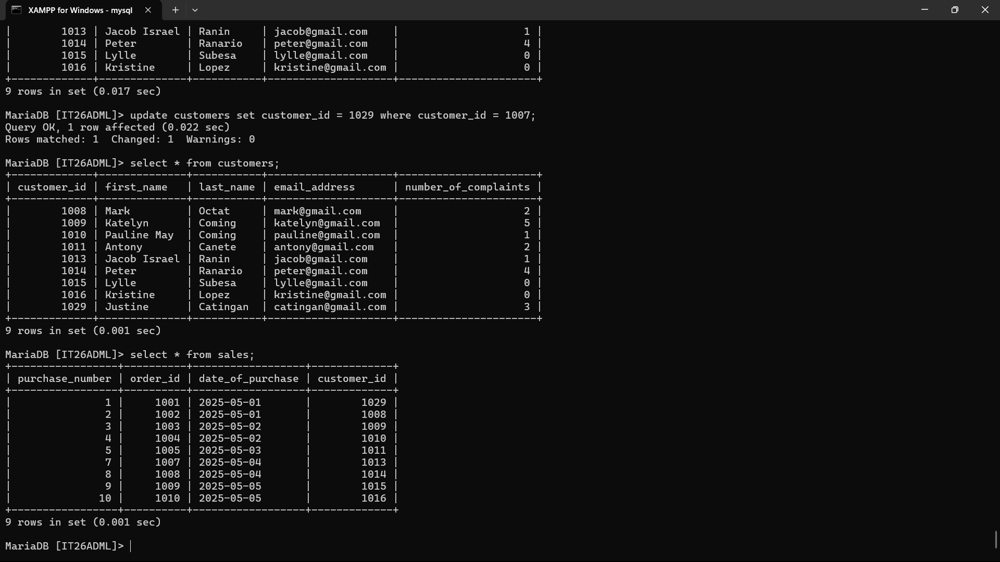 XAMPP for Windows - mysql
|        1013 | Jacob Israel | Ranin     | jacob@gmail.com    |                    1 |
|        1014 | Peter        | Ranario   | peter@gmail.com    |                    4 |
|        1015 | Lylle        | Subesa    | lylle@gmail.com    |                    0 |
|        1016 | Kristine     | Lopez     | kristine@gmail.com |                    0 |
+-------------+--------------+-----------+--------------------+----------------------+
9 rows in set (0.017 sec)
MariaDB [IT26ADML]> update customers set customer_id = 1029 where customer_id = 1007;
Query OK, 1 row affected (0.022 sec)
Rows matched: 1  Changed: 1  Warnings: 0
MariaDB [IT26ADML]> select * from customers;
+-------------+--------------+-----------+--------------------+----------------------+
| customer_id | first_name   | last_name | email_address      | number_of_complaints |
+-------------+--------------+-----------+--------------------+----------------------+
|        1008 | Mark         | Octat     | mark@gmail.com     |                    2 |
|        1009 | Katelyn      | Coming    | katelyn@gmail.com  |                    5 |
|        1010 | Pauline May  | Coming    | pauline@gmail.com  |                    1 |
|        1011 | Antony       | Canete    | antony@gmail.com   |                    2 |
|        1013 | Jacob Israel | Ranin     | jacob@gmail.com    |                    1 |
|        1014 | Peter        | Ranario   | peter@gmail.com    |                    4 |
|        1015 | Lylle        | Subesa    | lylle@gmail.com    |                    0 |
|        1016 | Kristine     | Lopez     | kristine@gmail.com |                    0 |
|        1029 | Justine      | Catingan  | catingan@gmail.com |                    3 |
+-------------+--------------+-----------+--------------------+----------------------+
9 rows in set (0.001 sec)
MariaDB [IT26ADML]> select * from sales;
+-----------------+----------+------------------+-------------+
| purchase_number | order_id | date_of_purchase | customer_id |
+-----------------+----------+------------------+-------------+
|               1 |     1001 | 2025-05-01       |        1029 |
|               2 |     1002 | 2025-05-01       |        1008 |
|               3 |     1003 | 2025-05-02       |        1009 |
|               4 |     1004 | 2025-05-02       |        1010 |
|               5 |     1005 | 2025-05-03       |        1011 |
|               7 |     1007 | 2025-05-04       |        1013 |
|               8 |     1008 | 2025-05-04       |        1014 |
|               9 |     1009 | 2025-05-05       |        1015 |
|              10 |     1010 | 2025-05-05       |        1016 |
+-----------------+----------+------------------+-------------+
9 rows in set (0.001 sec)
MariaDB [IT26ADML]>